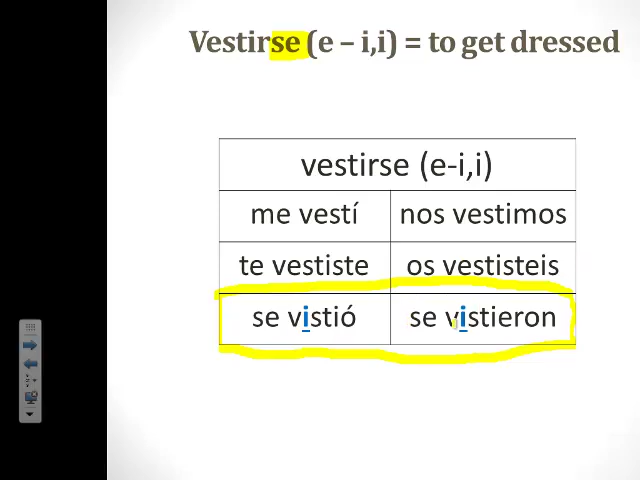 Vestirse (e – i,i) = to get dressed
vestirse (e-i,i)
me vestí nos vestimos
te vestiste os vestisteis
se vistió se vistieron